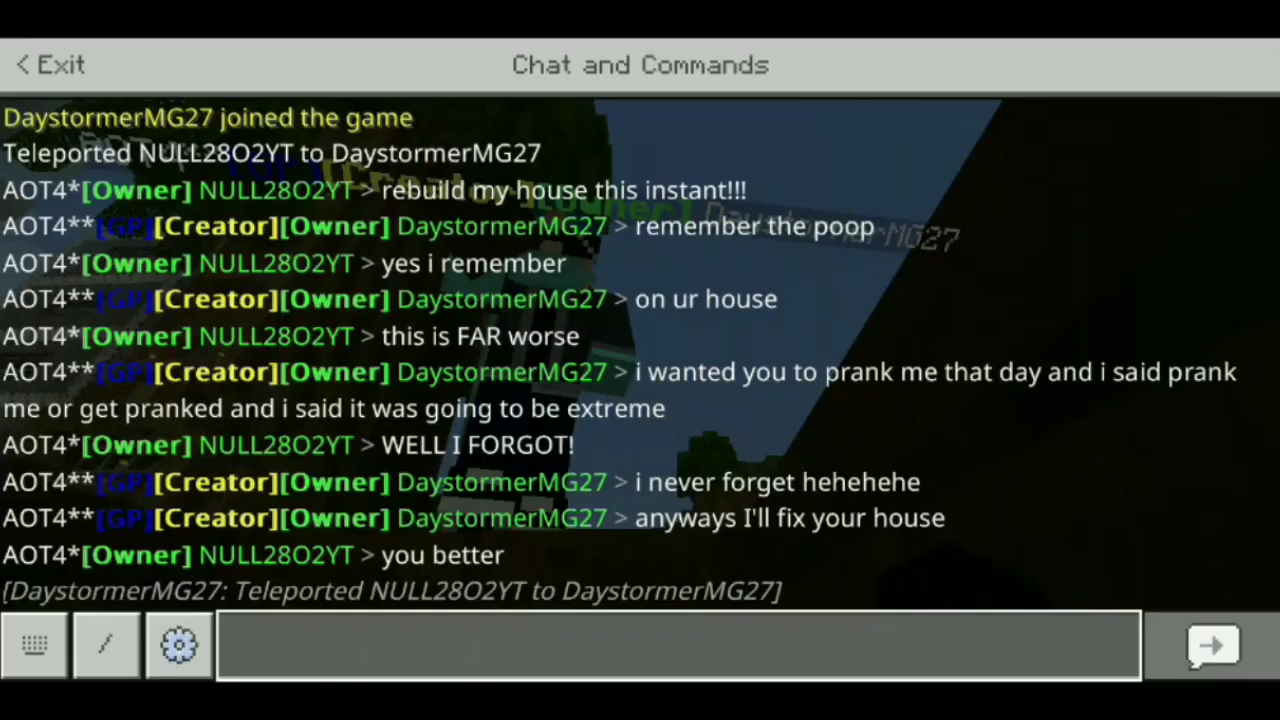 < Exit
Chat and Commands
DaystormerMG27 joined the game
Teleported NULL28O2YT to DaystormerMG27
AOT4*[Owner] NULL28O2YT > rebuild my house this instant!!!
AOT4**[GP][Creator][Owner] DaystormerMG27 > remember the poop
AOT4*[Owner] NULL28O2YT > yes i remember
AOT4**[GP][Creator][Owner] DaystormerMG27 > on ur house
AOT4*[Owner] NULL28O2YT > this is FAR worse
AOT4**[GP][Creator][Owner] DaystormerMG27 > i wanted you to prank me that day and i said prank
me or get pranked and i said it was going to be extreme
AOT4*[Owner] NULL28O2YT > WELL I FORGOT!
AOT4**[GP][Creator][Owner] DaystormerMG27 > i never forget hehehehe
AOT4**[GP][Creator][Owner] DaystormerMG27 > anyways I'll fix your house
AOT4*[Owner] NULL28O2YT > you better
[DaystormerMG27: Teleported NULL28O2YT to DaystormerMG27]
/